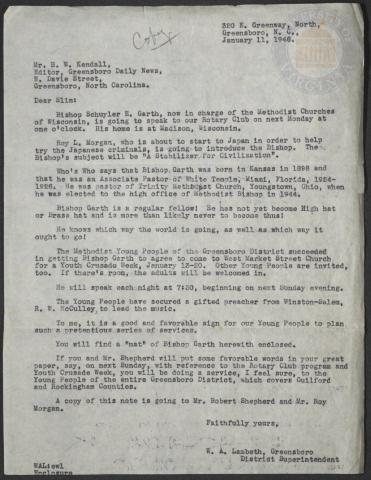 Copy
320 E. Greenway, North,
Greensboro, N. C.,
January 11, 1946.
Mr. H. W. Kendall,
Editor, Greensboro Daily News,
W. Davie Street,
Greensboro, North Carolina.
Dear Slim:
Bishop Schuyler E. Garth, now in charge of the Methodist Churches
of Wisconsin, is going to speak to our Rotary Club on next Monday at
one o'clock. His home is at Madison, Wisconsin.
Roy L. Morgan, who is about to start to Japan in order to help
try the Japanese criminals, is going to introduce the Bishop. The
Bishop's subject will be "A Stabilizer for Civilization".
Who's Who says that Bishop Garth was born in Kansas in 1898 and
that he was an Associate Pastor of White Temple, Miami, Florida, 1924-
1926. He was pastor of Trinity Methodist Church, Youngstown, Ohio, when
he was elected to the high office of Methodist Bishop in 1944.
Bishop Garth is a regular fellow! He has not yet become High hat
or Brass hat and is more than likely never to become thus!
He knows which way the world is going, as well as which way it
ought to go!
The Methodist Young People of the Greensboro District succeeded
in getting Bishop Garth to agree to come to West Market Street Church
for a Youth Crusade Week, January 13-20. Other Young People are invited,
too. If there's room, the adults will be welcomed in.
He will speak each night at 7:30, beginning on next Sunday evening.
The Young People have secured a gifted preacher from Winston-Salem,
R. W. McCulley to lead the music.
To me, it is a good and favorable sign for our Young People to plan
such a pretentious series of services.
You will find a "mat" of Bishop Garth herewith enclosed.
If you and Mr. Shepherd will put some favorable words in your great
paper, say, on next Sunday, with reference to the Rotary Club program and
Youth Crusade Week, you will be doing a service, I feel sure, to the
Young People of the entire Greensboro District, which covers Guilford
and Rockingham Counties.
A copy of this note is going to Mr. Robert Shepherd and Mr. Roy
Morgan.
Faithfully yours,
W. A. Lambeth, Greensboro
District Superintendent
WAL:ewl
Enclosure